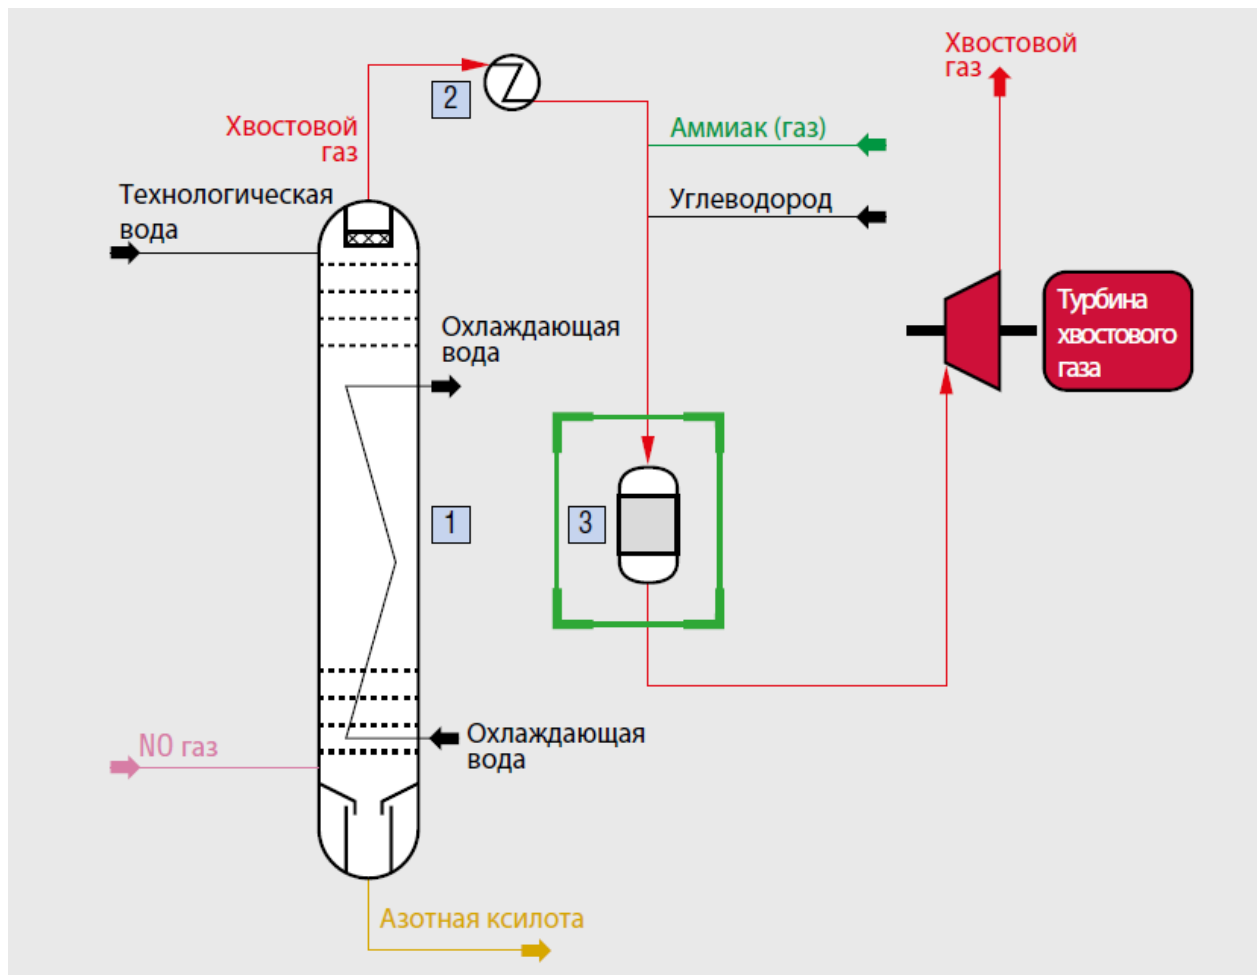 Хвостовой
газ
2
Хвостовой
газ
Аммиак (газ)
Технологическая
вода
Углеводород
Турбина
хвостового
газа
Охлаждающая
вода
1
3
Охлаждающая
вода
NO газ
Азотная ксилота